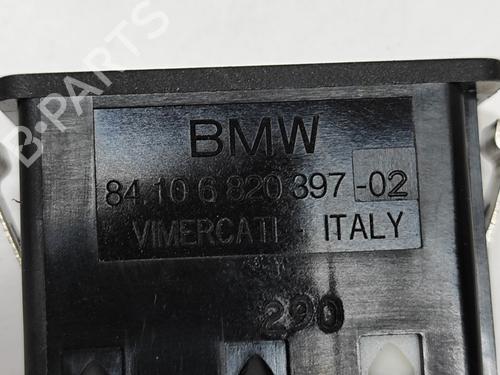 B-PARTS
BMW
84.10 6 820 397-02
VIMERCATI - ITALY
290